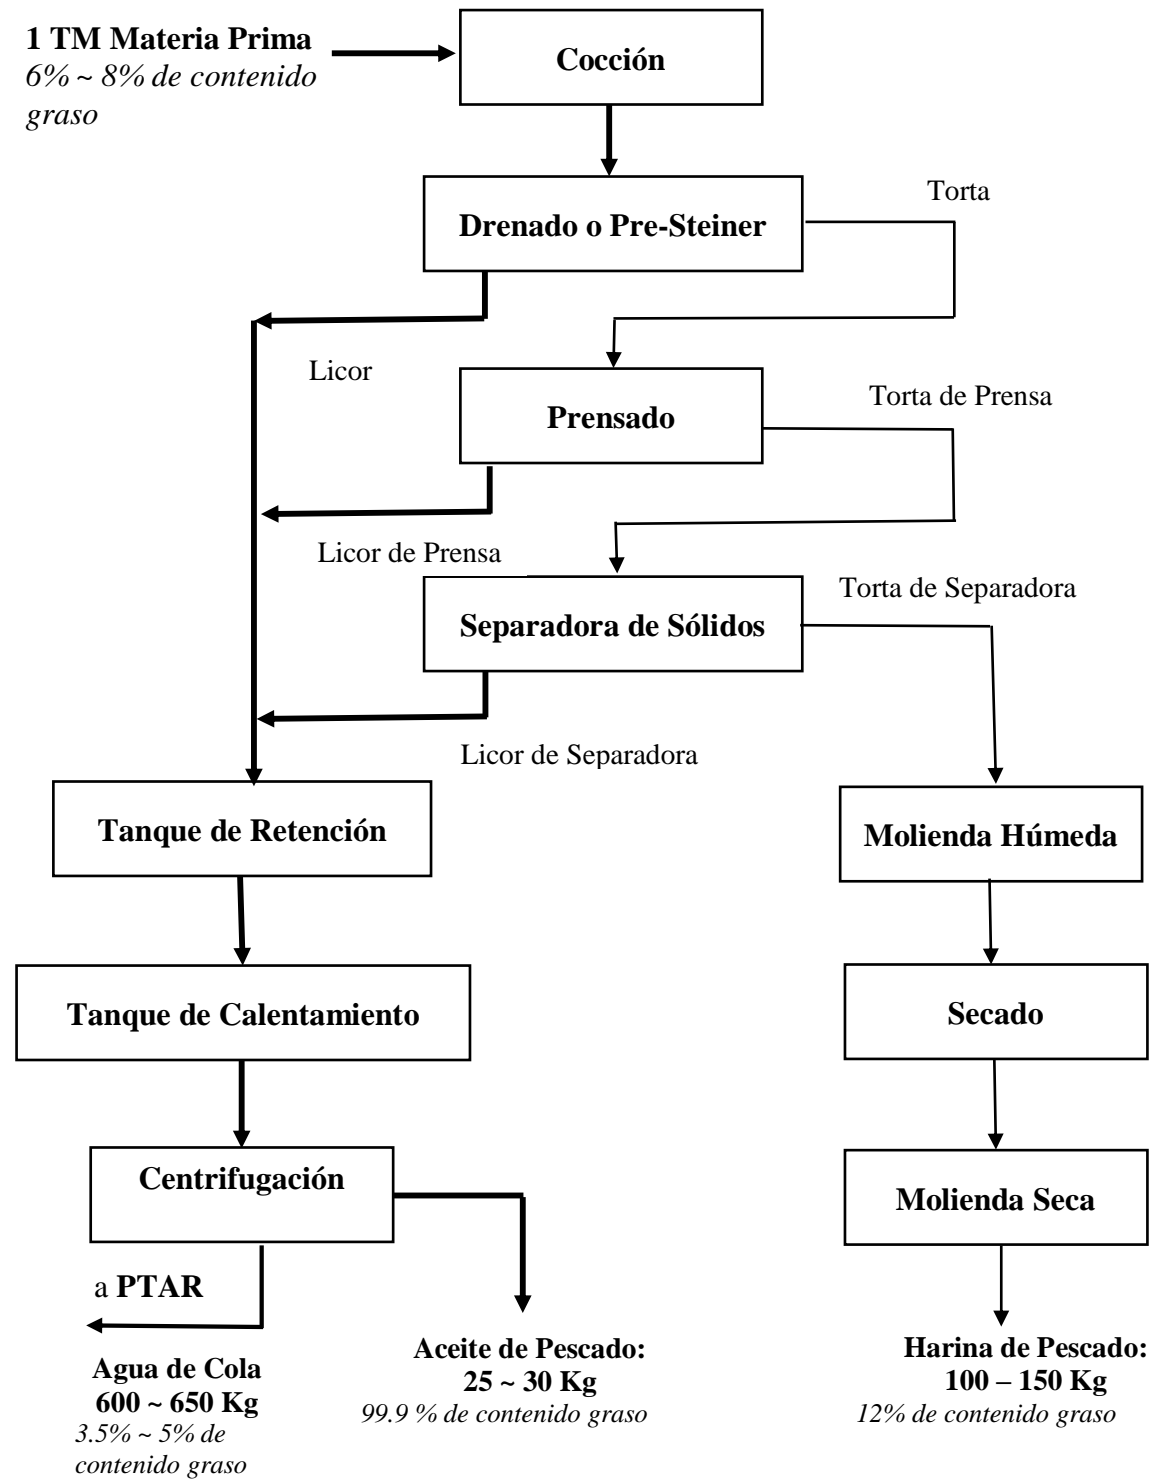 1 TM Materia Prima
6% ~ 8% de contenido
graso
Cocción
Drenado o Pre-Steiner
Torta
Licor
Prensado
Torta de Prensa
Licor de Prensa
Separadora de Sólidos
Torta de Separadora
Licor de Separadora
Tanque de Retención
Molienda Húmeda
Tanque de Calentamiento
Secado
Centrifugación
Molienda Seca
a PTAR
Agua de Cola
600 ~ 650 Kg
3.5% ~ 5% de
contenido graso
Aceite de Pescado:
25 ~ 30 Kg
99.9 % de contenido graso
Harina de Pescado:
100 – 150 Kg
12% de contenido graso